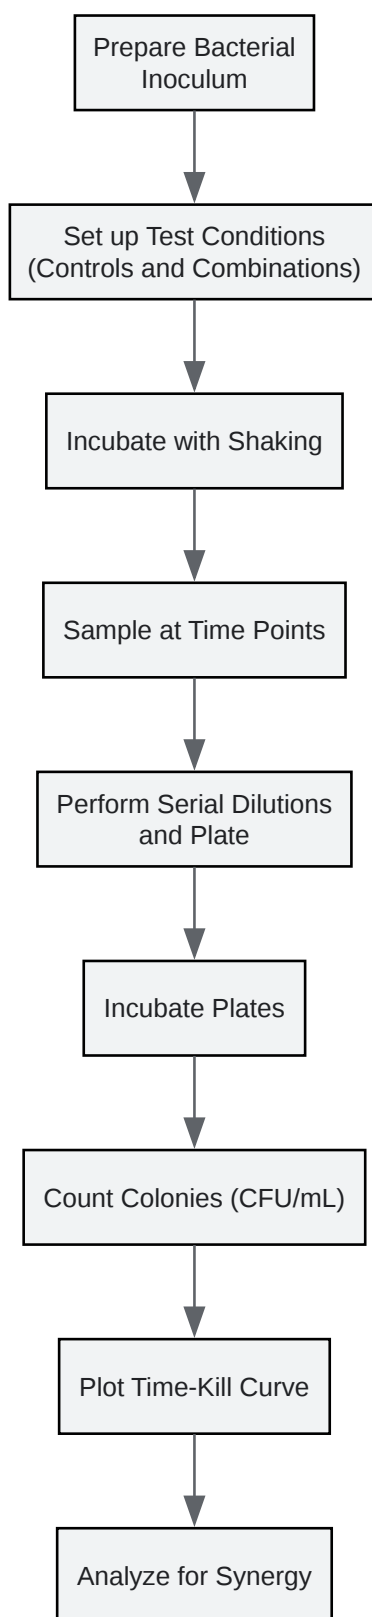 Prepare Bacterial
Inoculum
Set up Test Conditions
(Controls and Combinations)
Incubate with Shaking
Sample at Time Points
Perform Serial Dilutions
and Plate
Incubate Plates
Count Colonies (CFU/mL)
Plot Time-Kill Curve
Analyze for Synergy